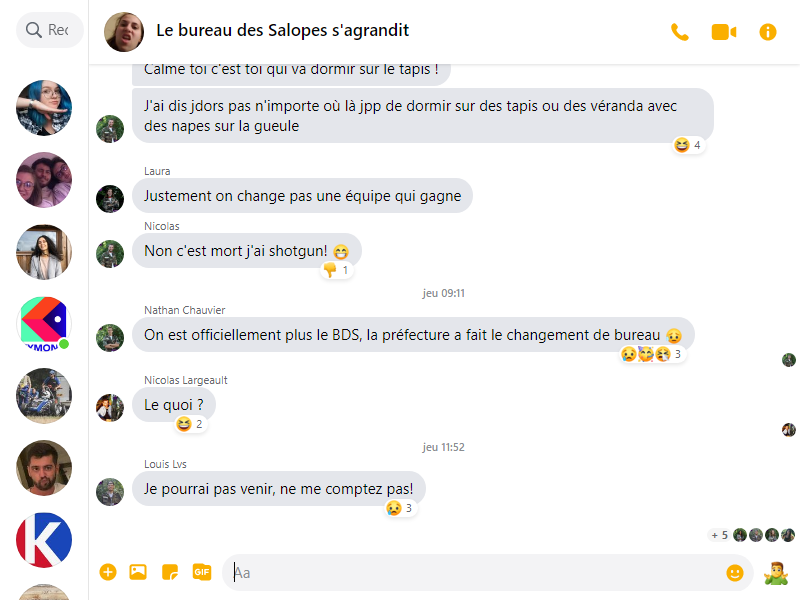 Rec
Le bureau des Salopes s'agrandit
Calme toi c'est toi qui va dormir sur le tapis !
J'ai dis jdors pas n'importe où là jpp de dormir sur des tapis ou des véranda avec
des napes sur la gueule
4
Laura
Justement on change pas une équipe qui gagne
Nicolas
Non c'est mort j'ai shotgun! 😁
1
jeu 09:11
Nathan Chauvier
On est officiellement plus le BDS, la préfecture a fait le changement de bureau 😥
3
Nicolas Largeault
Le quoi ?
2
jeu 11:52
Louis Lvs
Je pourrai pas venir, ne me comptez pas!
3
+ 5
GIF
Aa
YMON
K